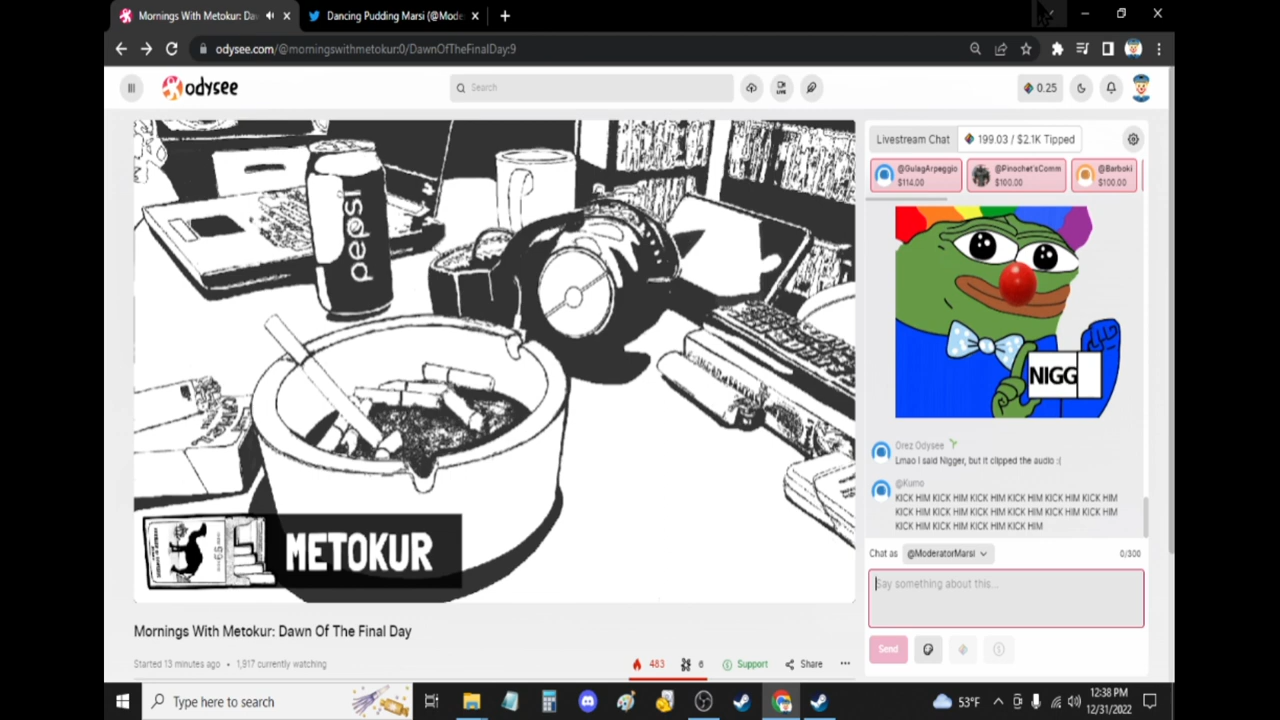 Mornings With Metokur: Da
Dancing Pudding Marsi (@Mode
odysee.com/@morningswithmetokur:0/DawnOfTheFinalDay:9
odysee
Search
LIVE
0.25
Livestream Chat
199.03 / $2.1K Tipped
@GulagArpeggio
$114.00
@Pinochet'sComm
$100.00
@Barboki
$100.00
pepsi
NIGG
Orez Odysee
Lmao I said Nigger, but it clipped the audio :(
@Kumo
KICK HIM KICK HIM KICK HIM KICK HIM KICK HIM KICK HIM
KICK HIM KICK HIM KICK HIM KICK HIM KICK HIM KICK HIM
KICK HIM KICK HIM KICK HIM KICK HIM
METOKUR
Chat as
@ModeratorMarsi
0/300
Say something about this...
Send
Mornings With Metokur: Dawn Of The Final Day
Started 13 minutes ago • 1,917 currently watching
483
6
Support
Share
Type here to search
53°F
12:38 PM
12/31/2022